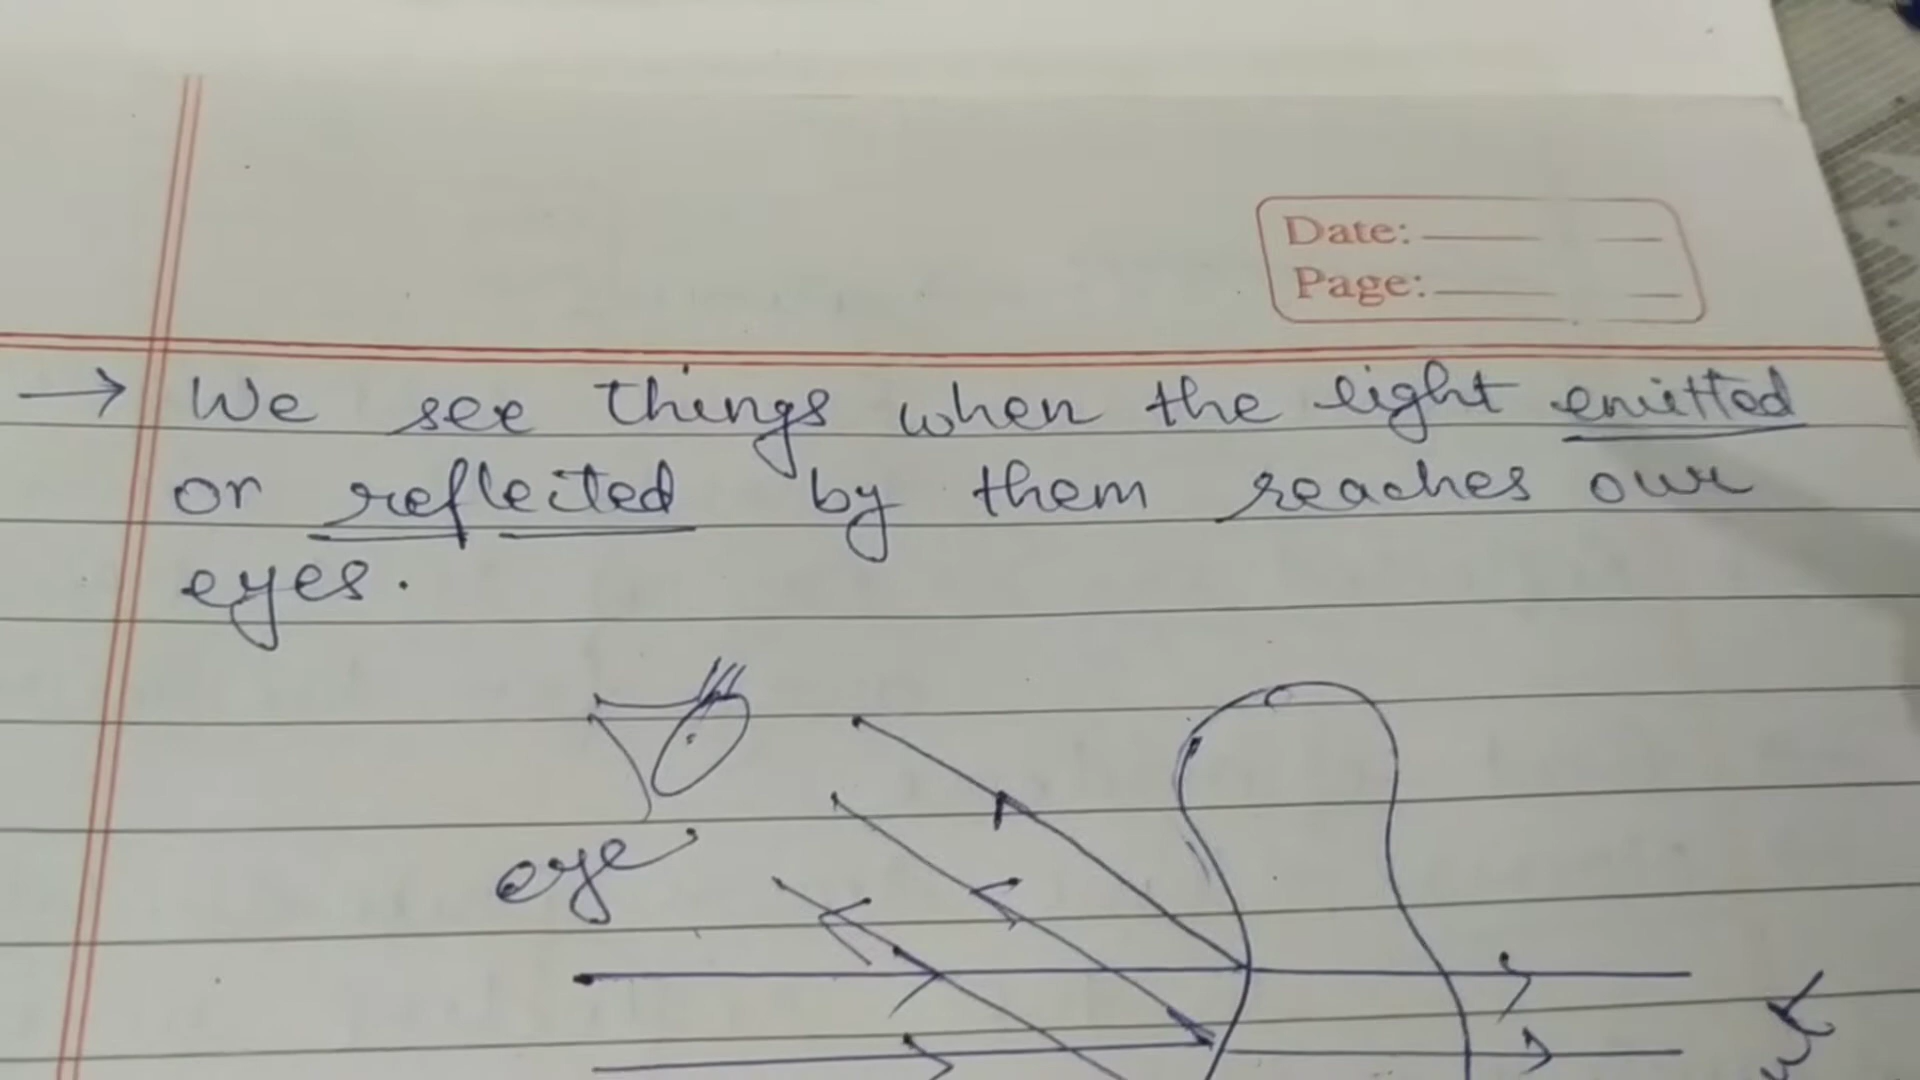 Date:
Page:
→ We see things when the light emitted
or reflected by them reaches our
eyes.
eye